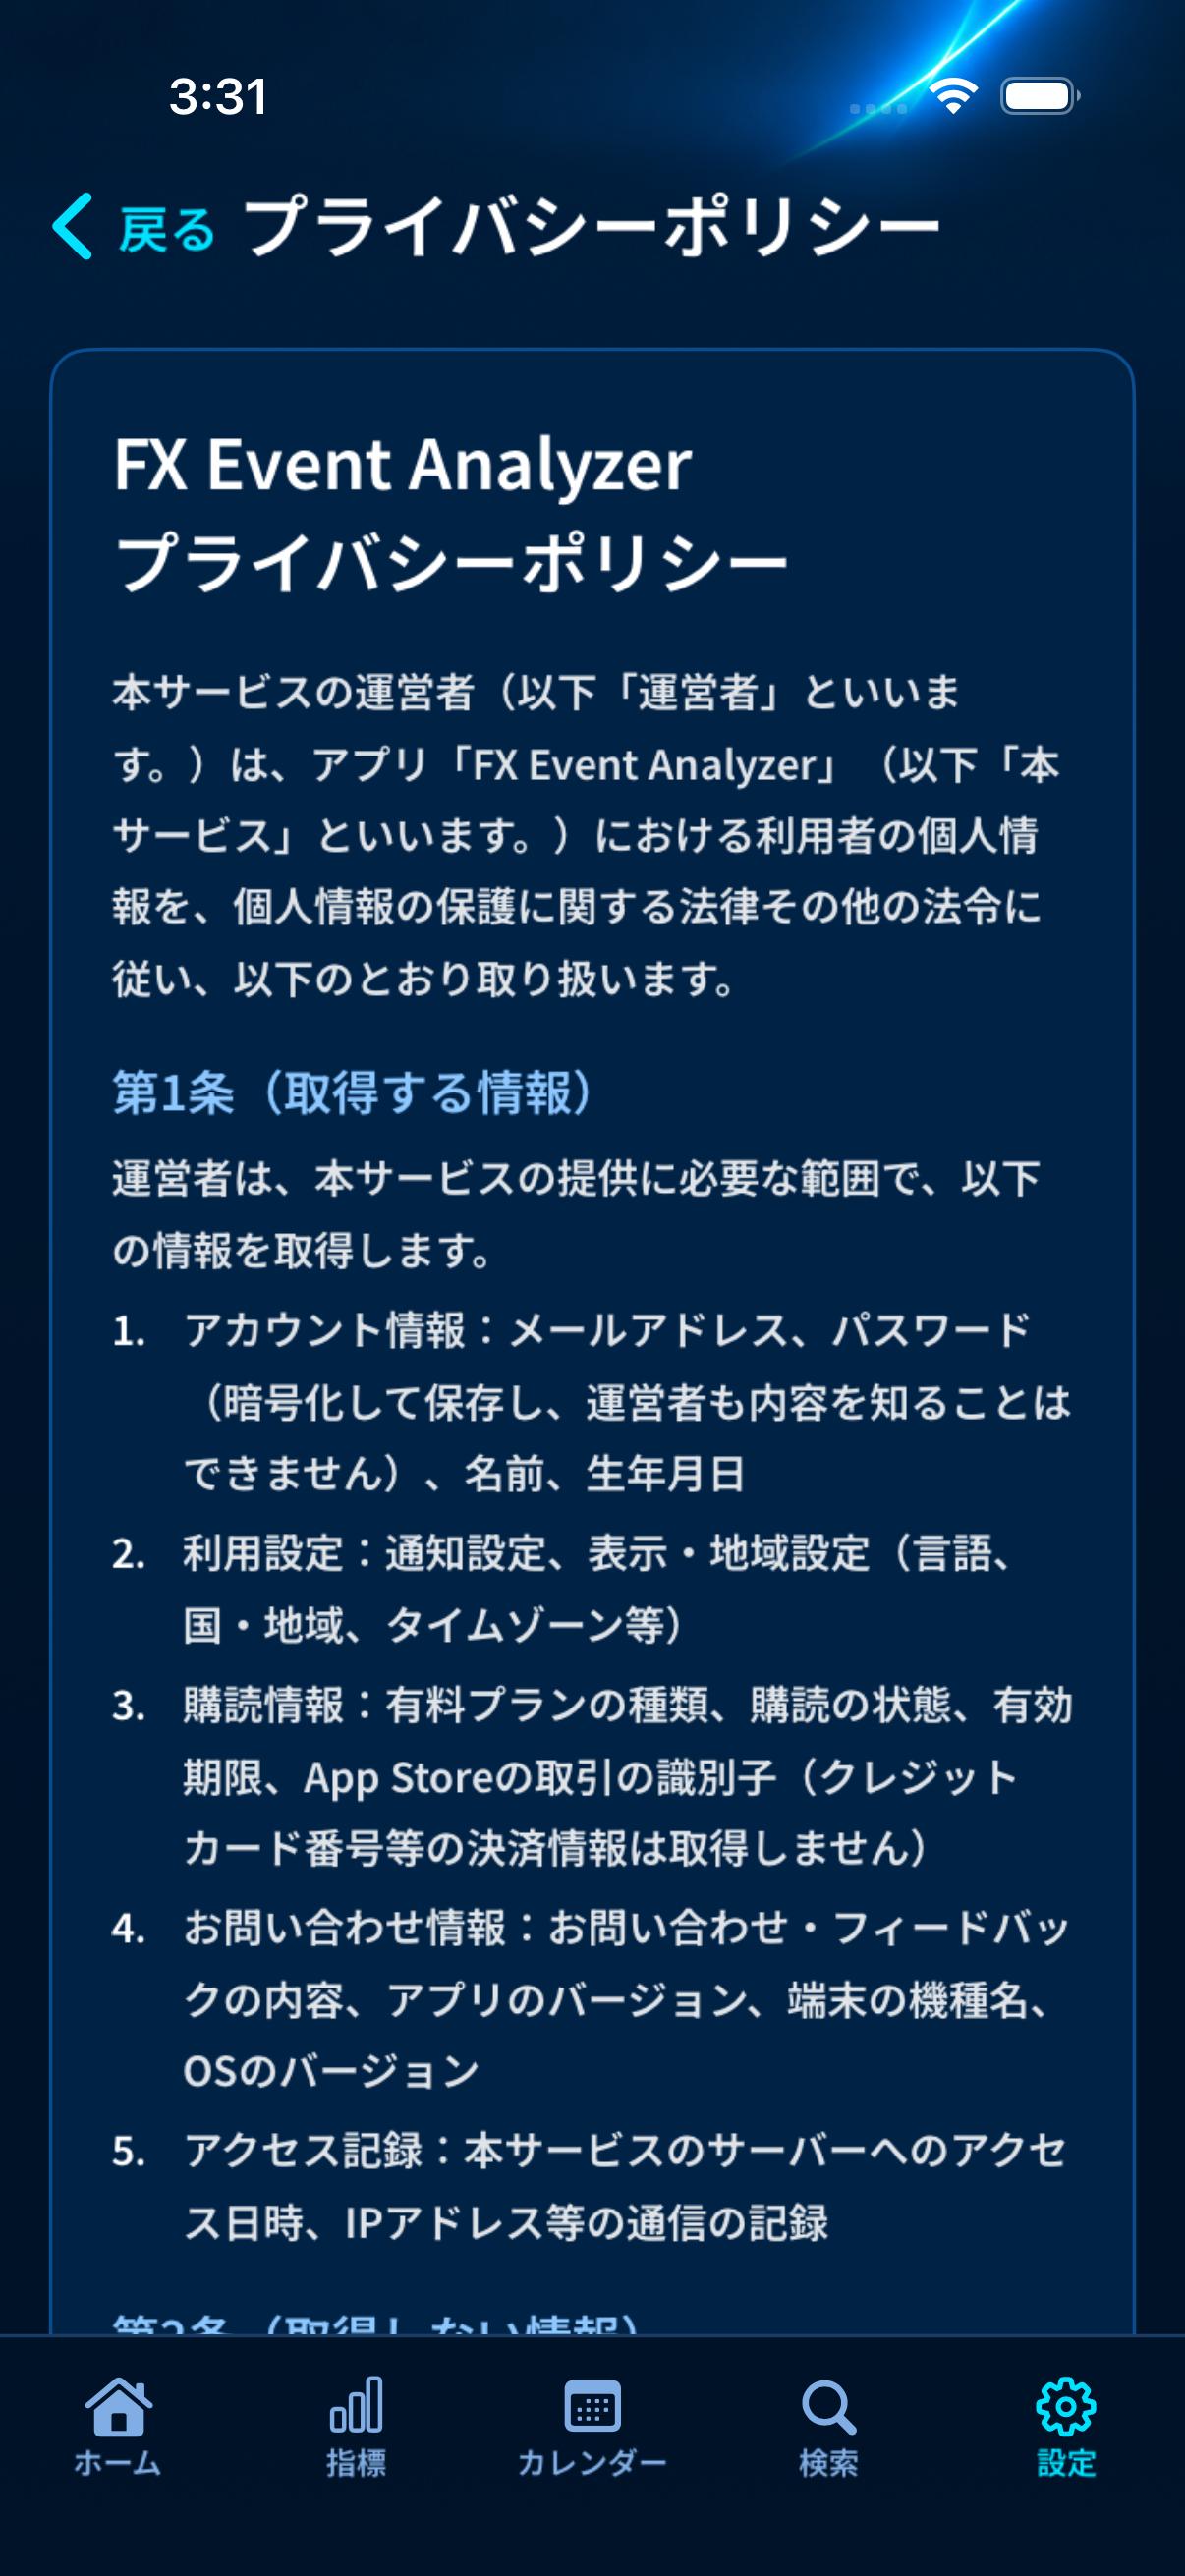 3:31
戻る プライバシーポリシー
FX Event Analyzer
プライバシーポリシー
本サービスの運営者（以下「運営者」といいま
す。）は、アプリ「FX Event Analyzer」（以下「本
サービス」といいます。）における利用者の個人情
報を、個人情報の保護に関する法律その他の法令に
従い、以下のとおり取り扱います。
第1条（取得する情報）
運営者は、本サービスの提供に必要な範囲で、以下
の情報を取得します。
1. アカウント情報：メールアドレス、パスワード
（暗号化して保存し、運営者も内容を知ることは
できません）、名前、生年月日
2. 利用設定：通知設定、表示・地域設定（言語、
国・地域、タイムゾーン等）
3. 購読情報：有料プランの種類、購読の状態、有効
期限、App Storeの取引の識別子（クレジット
カード番号等の決済情報は取得しません）
4. お問い合わせ情報：お問い合わせ・フィードバッ
クの内容、アプリのバージョン、端末の機種名、
OSのバージョン
5. アクセス記録：本サービスのサーバーへのアクセ
ス日時、IPアドレス等の通信の記録
第2条（取得しない情報）
ホーム 指標 カレンダー 検索 設定